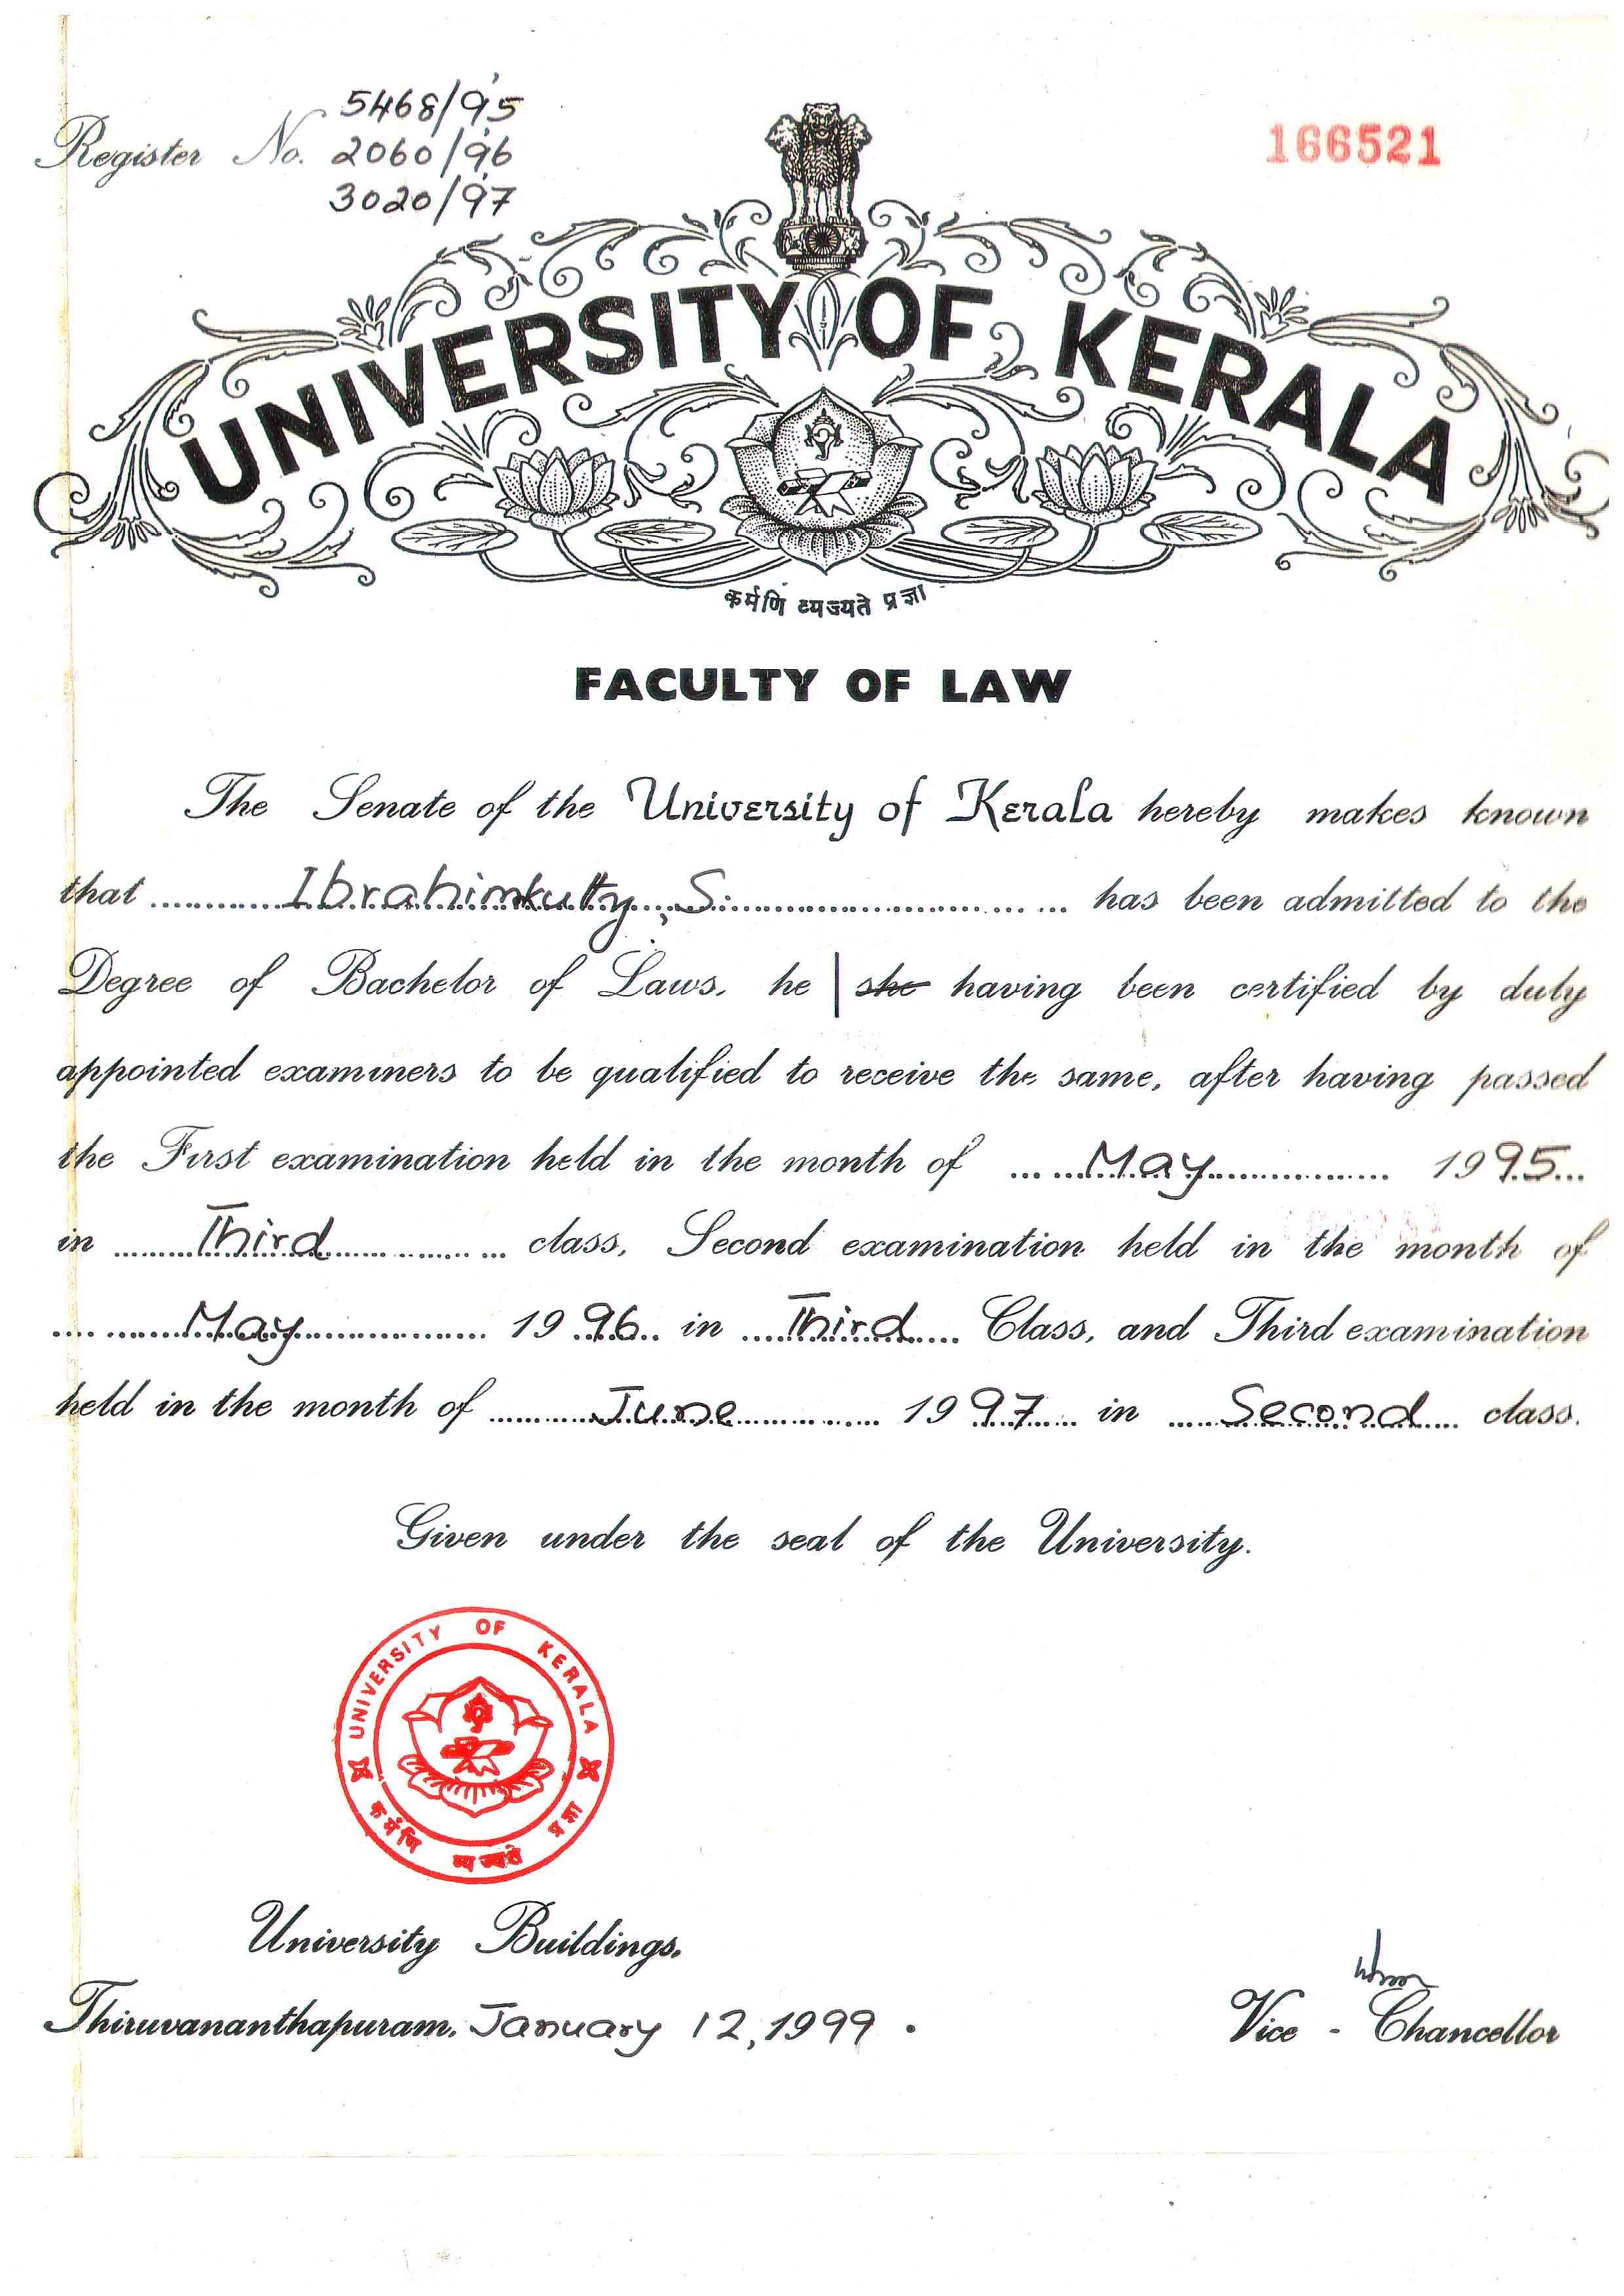 5468/95
Register No. 2060/96
3020/97
166521
UNIVERSITY OF KERALA
कर्मणि व्यज्यते प्रज्ञा
FACULTY OF LAW
The Senate of the University of Kerala hereby makes known
that Ibrahimkutty, S. has been admitted to the
Degree of Bachelor of Laws, he | she having been certified by duly
appointed examiners to be qualified to receive the same, after having passed
the First examination held in the month of May 1995
in Third class, Second examination held in the month of
May 1996 in Third Class, and Third examination
held in the month of June 1997 in Second class.
Given under the seal of the University.
UNIVERSITY OF KERALA
कर्मणि व्यज्यते प्रज्ञा
University Buildings,
Thiruvananthapuram, January 12, 1999.
Vice - Chancellor